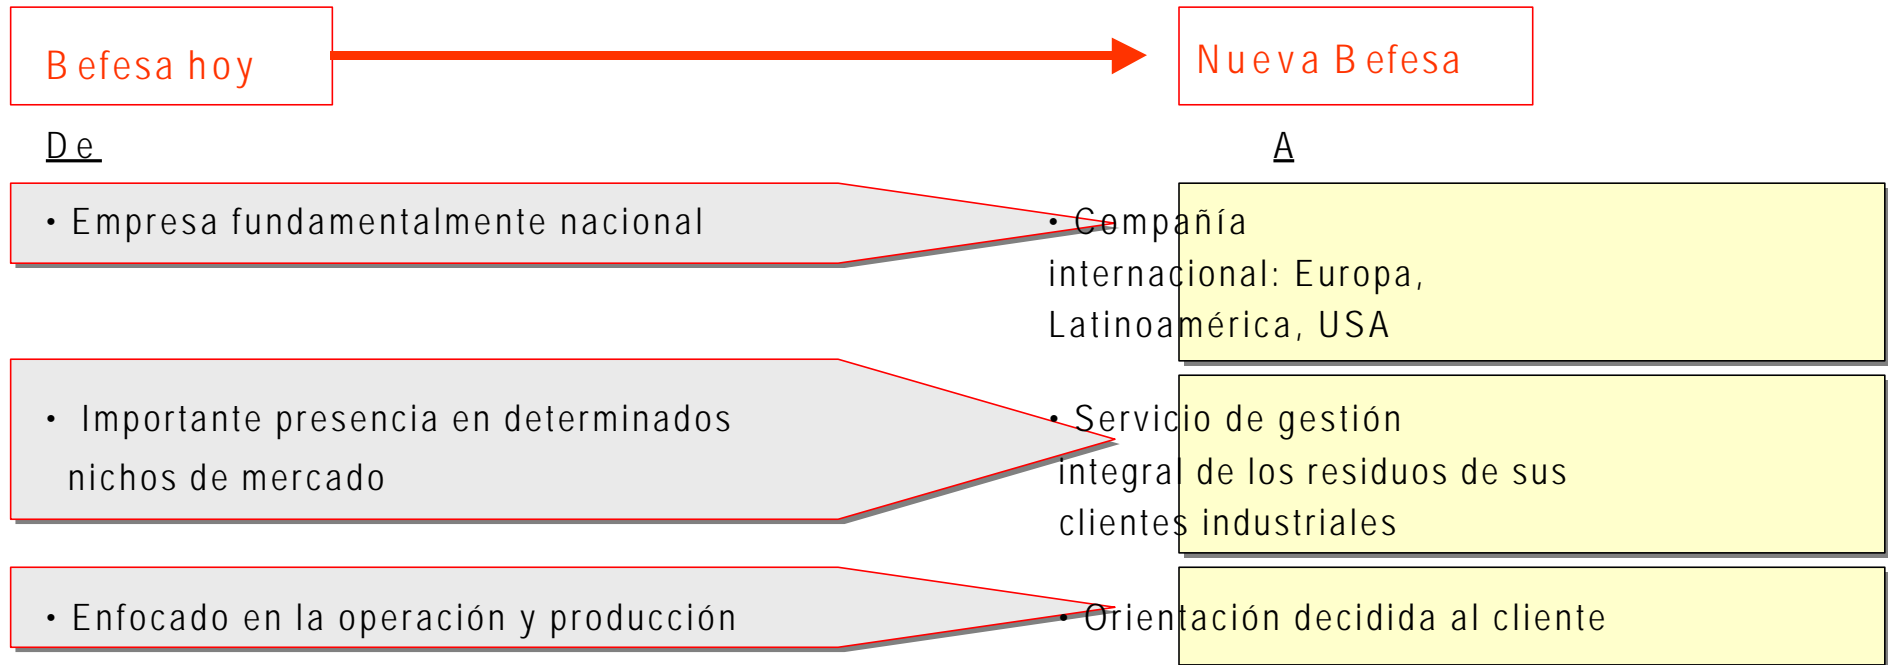 Befesa hoy
Nueva Befesa
De
A
• Empresa fundamentalmente nacional
• Compañía
internacional: Europa,
Latinoamérica, USA
• Importante presencia en determinados
nichos de mercado
• Servicio de gestión
integral de los residuos de sus
clientes industriales
• Enfocado en la operación y producción
• Orientación decidida al cliente